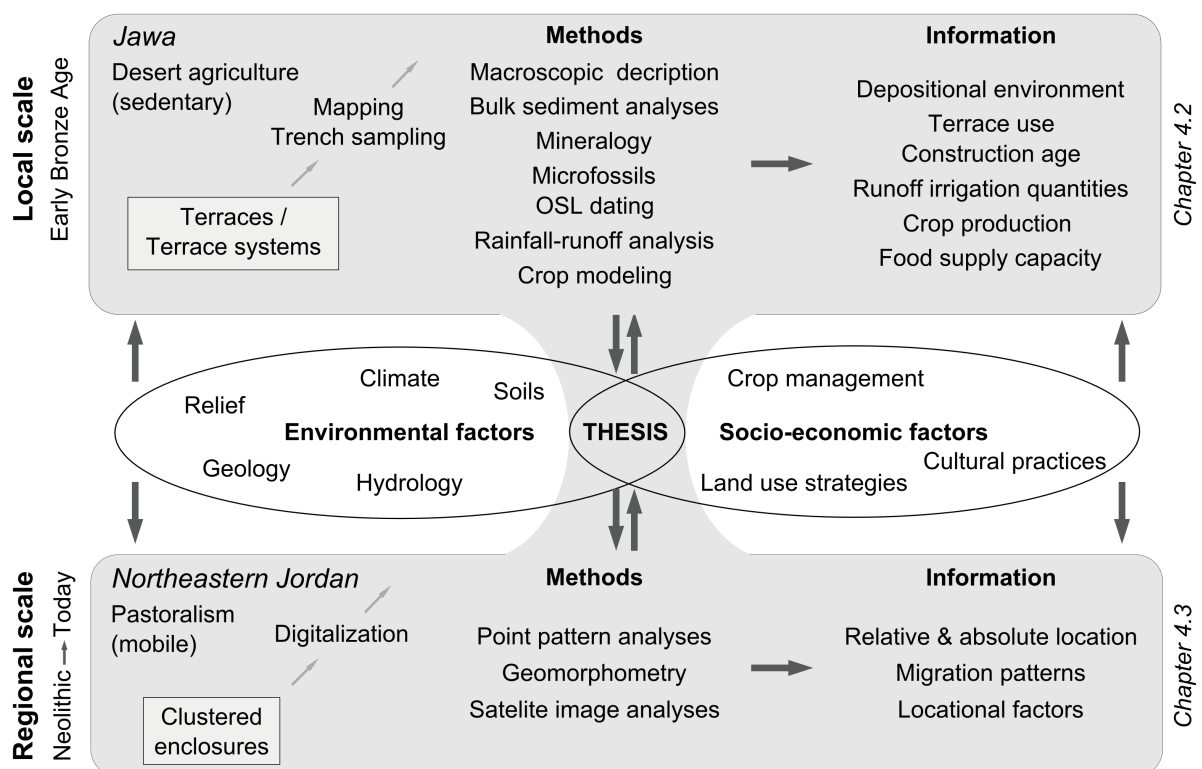 Local scale
Early Bronze Age
Jawa
Desert agriculture
(sedentary)
Mapping
Trench sampling
Terraces /
Terrace systems
Methods
Macroscopic decription
Bulk sediment analyses
Mineralogy
Microfossils
OSL dating
Rainfall-runoff analysis
Crop modeling
Information
Depositional environment
Terrace use
Construction age
Runoff irrigation quantities
Crop production
Food supply capacity
Chapter 4.2
Climate
Soils
Relief
Environmental factors
Geology
Hydrology
THESIS
Crop management
Socio-economic factors
Cultural practices
Land use strategies
Regional scale
Neolithic → Today
Northeastern Jordan
Pastoralism
(mobile)
Digitalization
Clustered
enclosures
Methods
Point pattern analyses
Geomorphometry
Satelite image analyses
Information
Relative & absolute location
Migration patterns
Locational factors
Chapter 4.3